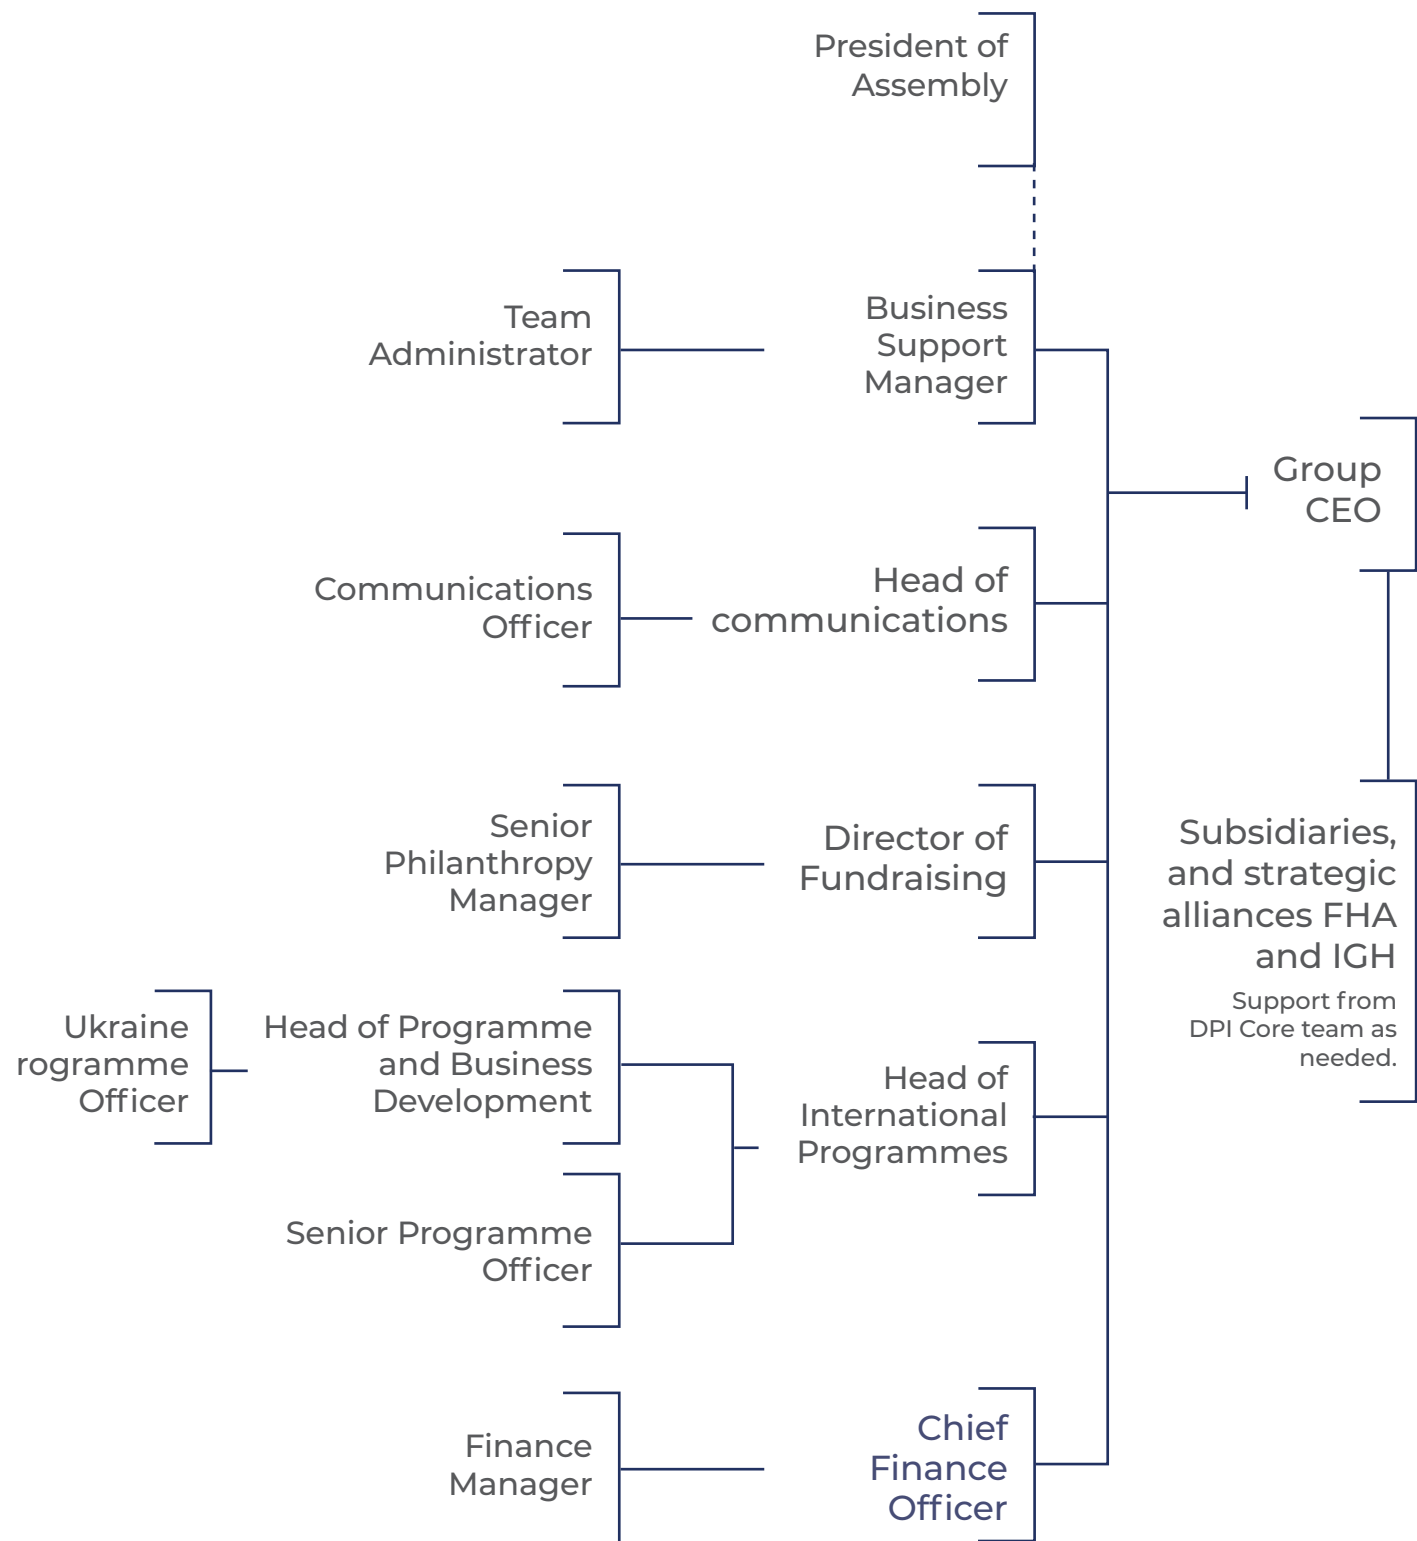 President of
Assembly
Team
Administrator
Business
Support
Manager
Group
CEO
Communications
Officer
Head of
communications
Senior
Philanthropy
Manager
Director of
Fundraising
Subsidiaries,
and strategic
alliances FHA
and IGH
Support from
DPI Core team as
needed.
Ukraine
rogramme
Officer
Head of Programme
and Business
Development
Head of
International
Programmes
Senior Programme
Officer
Finance
Manager
Chief
Finance
Officer